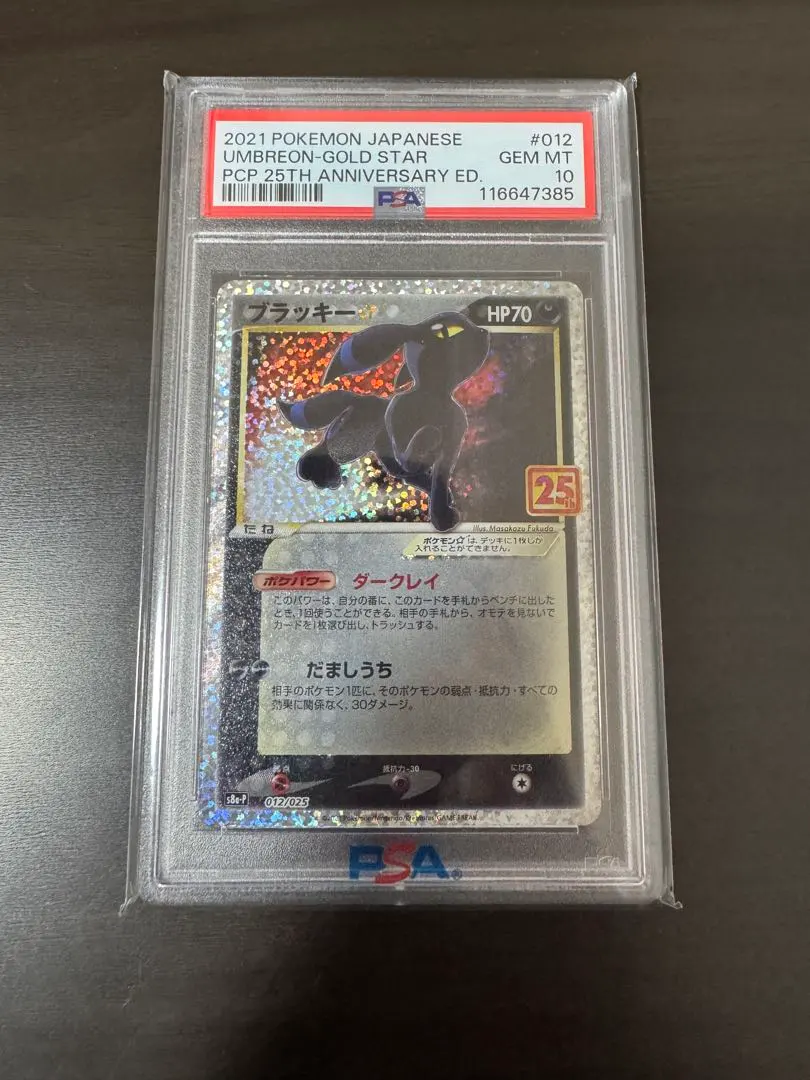 2021 POKEMON JAPANESE #012
UMBREON-GOLD STAR GEM MT
PCP 25TH ANNIVERSARY ED. 10
PSA 116647385
ブラッキー☆ HP70
25th
たね
Illus. Masakazu Fukuda
ポケモン☆は、デッキに1枚しか
入れることができません。
ポケパワー ダークレイ
このパワーは、自分の番に、このカードを手札からベンチに出した
とき、1回使うことができる。相手の手札から、オモテを見ないで
カードを1枚選び出し、トラッシュする。
だましうち
相手のポケモン1匹に、そのポケモンの弱点・抵抗力・すべての
効果に関係なく、30ダメージ。
弱点 抵抗力-30 にげる
s8a-P 012/025
Pokémon/Nintendo/Creatures/GAME FREAK.
PSA